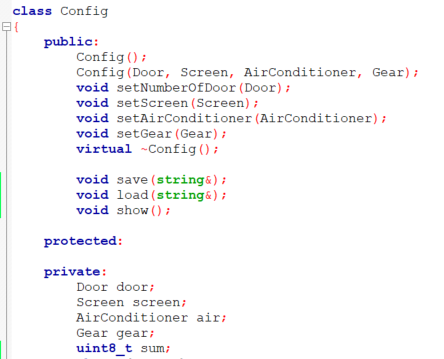 class Config
{
    public:
        Config();
        Config(Door, Screen, AirConditioner, Gear);
        void setNumberOfDoor(Door);
        void setScreen(Screen);
        void setAirConditioner(AirConditioner);
        void setGear(Gear);
        virtual ~Config();

        void save(string&);
        void load(string&);
        void show();

    protected:

    private:
        Door door;
        Screen screen;
        AirConditioner air;
        Gear gear;
        uint8_t sum;